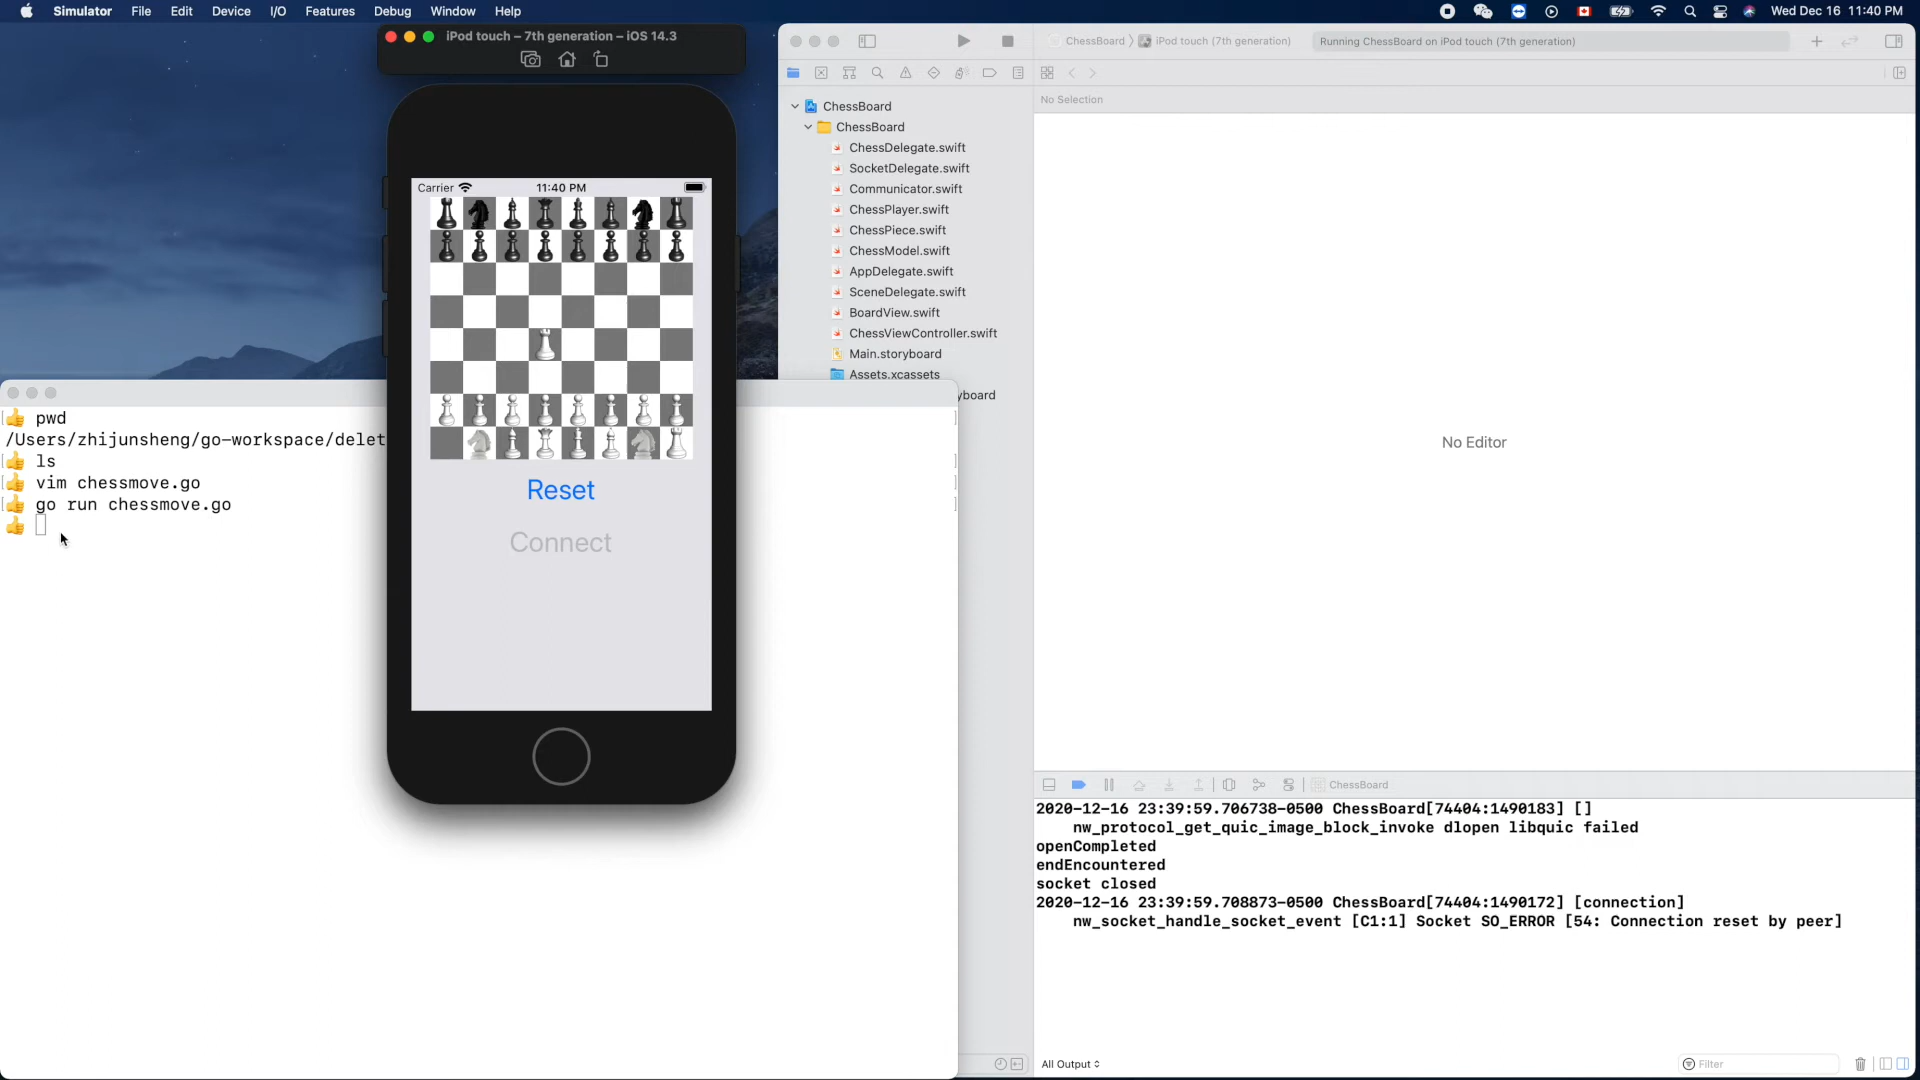 Simulator File Edit Device I/O Features Debug Window Help
Wed Dec 16 11:40 PM
iPod touch – 7th generation – iOS 14.3
ChessBoard iPod touch (7th generation)
Running ChessBoard on iPod touch (7th generation)
No Selection
ChessBoard
ChessBoard
ChessDelegate.swift
SocketDelegate.swift
Communicator.swift
ChessPlayer.swift
ChessPiece.swift
ChessModel.swift
AppDelegate.swift
SceneDelegate.swift
BoardView.swift
ChessViewController.swift
Main.storyboard
Assets.xcassets
yboard
Carrier 11:40 PM
Reset
Connect
pwd
/Users/zhijunsheng/go-workspace/delet
ls
vim chessmove.go
go run chessmove.go
No Editor
ChessBoard
2020-12-16 23:39:59.706738-0500 ChessBoard[74404:1490183] []
nw_protocol_get_quic_image_block_invoke dlopen libquic failed
openCompleted
endEncountered
socket closed
2020-12-16 23:39:59.708873-0500 ChessBoard[74404:1490172] [connection]
nw_socket_handle_socket_event [C1:1] Socket SO_ERROR [54: Connection reset by peer]
All Output
Filter